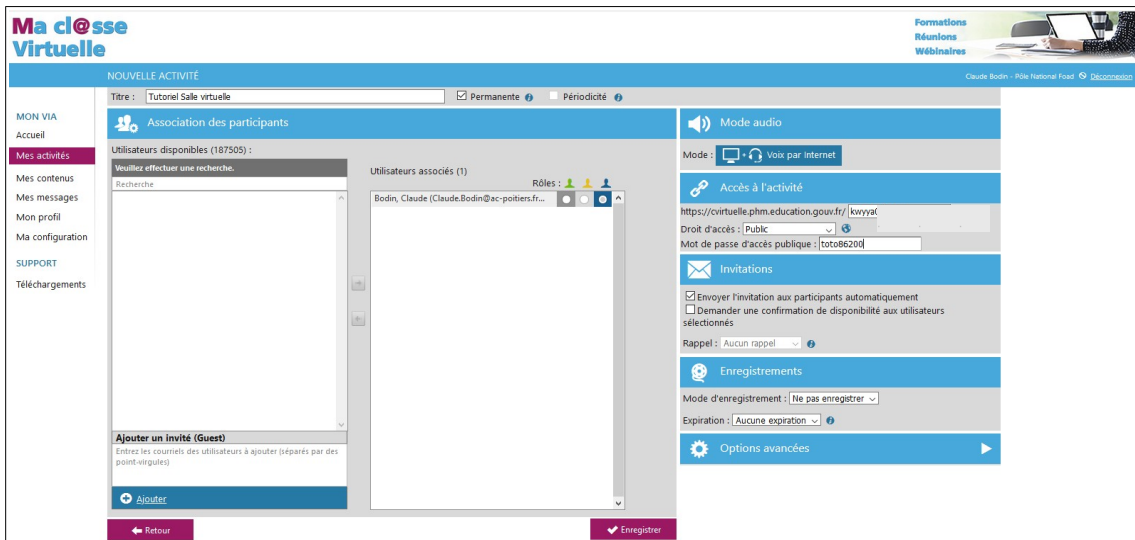 Ma cl@sse
Virtuelle
Formations
Réunions
Wébinaires
NOUVELLE ACTIVITÉ
Claude Bodin - Pôle National Foad Déconnexion
Titre : Tutoriel Salle virtuelle Permanente Périodicité
MON VIA
Accueil
Mes activités
Mes contenus
Mes messages
Mon profil
Ma configuration
SUPPORT
Téléchargements
Association des participants
Utilisateurs disponibles (187505) :
Veuillez effectuer une recherche.
Recherche
Ajouter un invité (Guest)
Entrez les courriels des utilisateurs à ajouter (séparés par des
point-virgules)
Ajouter
Utilisateurs associés (1)
Rôles :
Bodin, Claude (Claude.Bodin@ac-poitiers.fr...
Retour
Enregistrer
Mode audio
Mode : Voix par Internet
Accès à l'activité
https://cvirtuelle.phm.education.gouv.fr/
Droit d'accès : Public
Mot de passe d'accès publique : toto86200
Invitations
Envoyer l'invitation aux participants automatiquement
Demander une confirmation de disponibilité aux utilisateurs
sélectionnés
Rappel : Aucun rappel
Enregistrements
Mode d'enregistrement : Ne pas enregistrer
Expiration : Aucune expiration
Options avancées